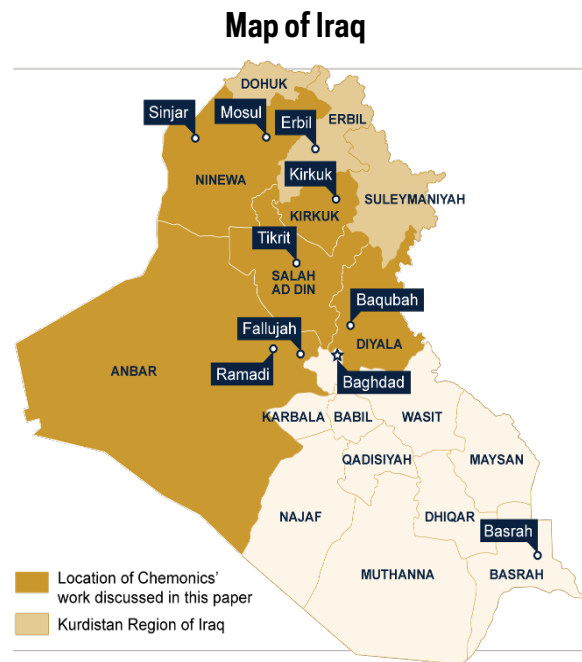 Map of Iraq
DOHUK
Sinjar
Mosul
Erbil
ERBIL
NINEWA
Kirkuk
SULEYMANIYAH
KIRKUK
Tikrit
SALAH
AD DIN
Baqubah
Fallujah
DIYALA
ANBAR
Ramadi
Baghdad
KARBALA
BABIL
WASIT
QADISIYAH
MAYSAN
NAJAF
DHIQAR
Basrah
MUTHANNA
BASRAH
Location of Chemonics’
work discussed in this paper
Kurdistan Region of Iraq